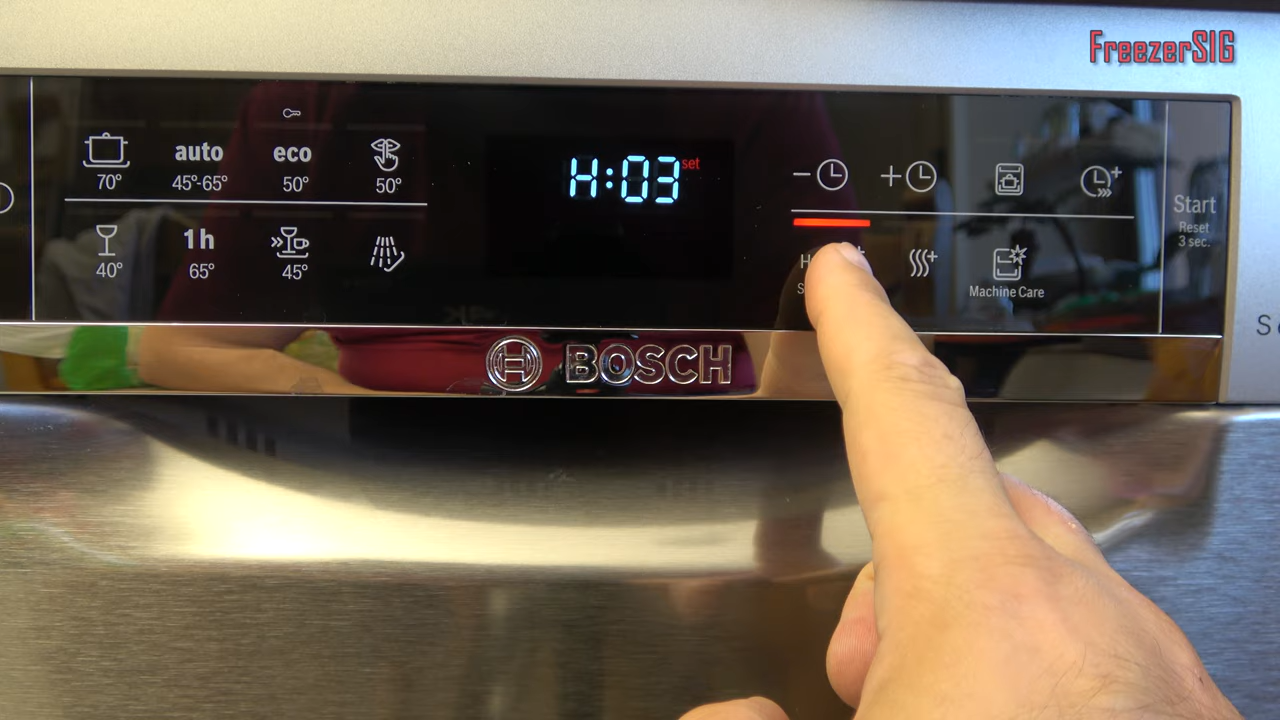 FreezerSIG
auto
eco
70°
45°-65°
50°
50°
1h
40°
65°
45°
H:03
set
Machine Care
Start
Reset
3 sec.
BOSCH